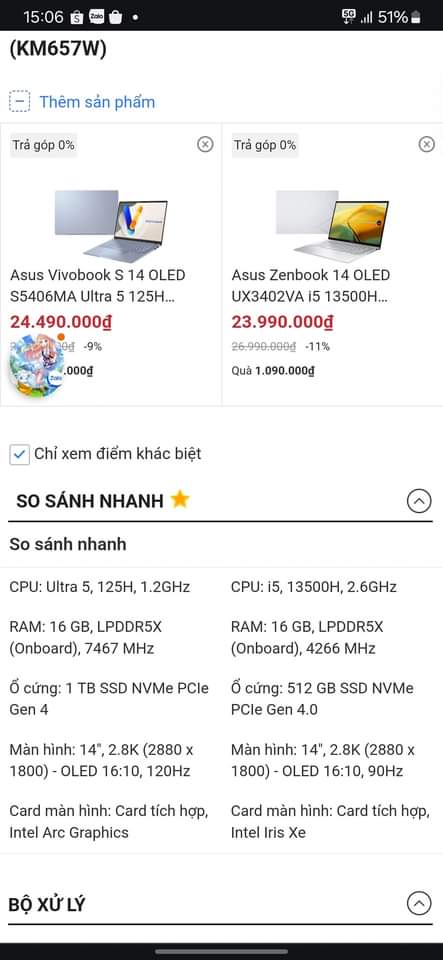 15:06 Zalo 5G 51%
(KM657W)
Thêm sản phẩm
Trả góp 0%
Trả góp 0%
Asus Vivobook S 14 OLED
S5406MA Ultra 5 125H...
24.490.000₫
0₫ -9%
.000₫
Zalo
Asus Zenbook 14 OLED
UX3402VA i5 13500H...
23.990.000₫
26.990.000₫ -11%
Quà 1.090.000₫
Chỉ xem điểm khác biệt
SO SÁNH NHANH
So sánh nhanh
CPU: Ultra 5, 125H, 1.2GHz
CPU: i5, 13500H, 2.6GHz
RAM: 16 GB, LPDDR5X
(Onboard), 7467 MHz
RAM: 16 GB, LPDDR5X
(Onboard), 4266 MHz
Ổ cứng: 1 TB SSD NVMe PCIe
Gen 4
Ổ cứng: 512 GB SSD NVMe
PCIe Gen 4.0
Màn hình: 14", 2.8K (2880 x
1800) - OLED 16:10, 120Hz
Màn hình: 14", 2.8K (2880 x
1800) - OLED 16:10, 90Hz
Card màn hình: Card tích hợp,
Intel Arc Graphics
Card màn hình: Card tích hợp,
Intel Iris Xe
BỘ XỬ LÝ